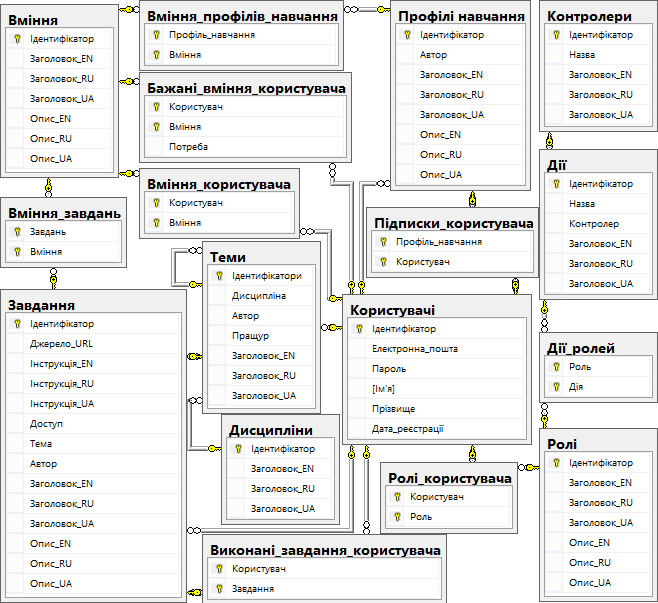 Вміння
Ідентифікатор
Заголовок_EN
Заголовок_RU
Заголовок_UA
Опис_EN
Опис_RU
Опис_UA
Вміння_профілів_навчання
Профіль_навчання
Вміння
Бажані_вміння_користувача
Користувач
Вміння
Потреба
Вміння_користувача
Користувач
Вміння
Профілі навчання
Ідентифікатор
Автор
Заголовок_EN
Заголовок_RU
Заголовок_UA
Опис_EN
Опис_RU
Опис_UA
Контролери
Ідентифікатор
Назва
Заголовок_EN
Заголовок_RU
Заголовок_UA
Дії
Ідентифікатор
Назва
Контролер
Заголовок_EN
Заголовок_RU
Заголовок_UA
Вміння_завдань
Завдань
Вміння
Підписки_користувача
Профіль_навчання
Користувач
Теми
Ідентифікатори
Дисципліна
Автор
Пращур
Заголовок_EN
Заголовок_RU
Заголовок_UA
Завдання
Ідентифікатор
Джерело_URL
Інструкція_EN
Інструкція_RU
Інструкція_UA
Доступ
Тема
Автор
Заголовок_EN
Заголовок_RU
Заголовок_UA
Опис_EN
Опис_RU
Опис_UA
Користувачі
Ідентифікатор
Електронна_пошта
Пароль
[Ім'я]
Прізвище
Дата_реєстрації
Дії_ролей
Роль
Дія
Дисципліни
Ідентифікатор
Заголовок_EN
Заголовок_RU
Заголовок_UA
Ролі_користувача
Користувач
Роль
Ролі
Ідентифікатор
Заголовок_EN
Заголовок_RU
Заголовок_UA
Опис_EN
Опис_RU
Опис_UA
Виконані_завдання_користувача
Користувач
Завдання